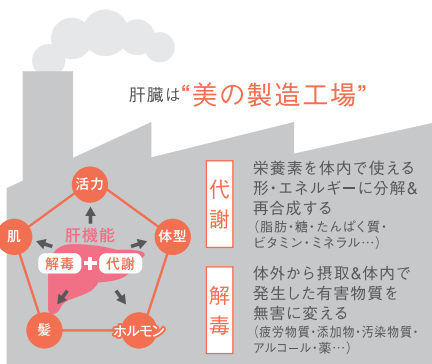 肝臓は“美の製造工場”
活力
肌
肝機能
体型
解毒+代謝
髪
ホルモン
代謝
栄養素を体内で使える
形・エネルギーに分解&
再合成する
(脂肪・糖・たんぱく質・
ビタミン・ミネラル…)
解毒
体外から摂取&体内で
発生した有害物質を
無害に変える
(疲労物質・添加物・汚染物質・
アルコール・薬…)